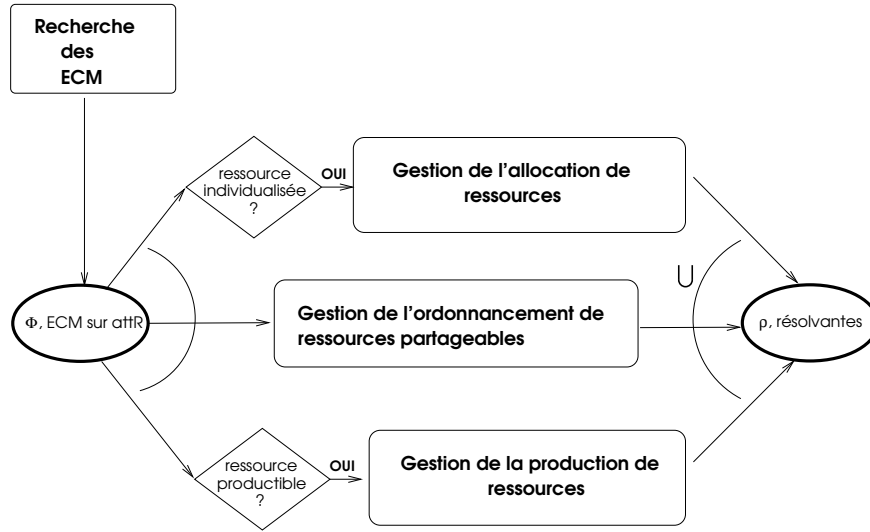 Recherche
des
ECM
ressource
individualisée
?
OUI
Gestion de l'allocation de
ressources
Φ, ECM sur attR
Gestion de l'ordonnancement de
ressources partageables
U
ρ, résolvantes
ressource
productible
?
OUI
Gestion de la production de
ressources